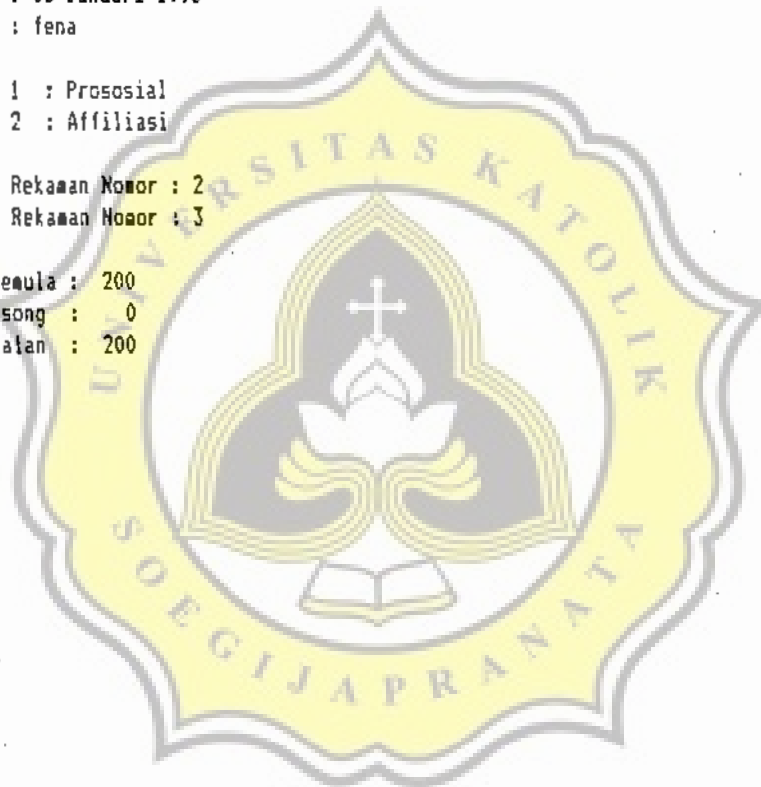 : fena
1 : Prososial
2 : Affiliasi
Rekaman Nomor : 2
Rekaman Nomor : 3
emula : 200
song : 0
alan : 200
UNIVERSITAS KATOLIK
SOEGIJAPRANATA